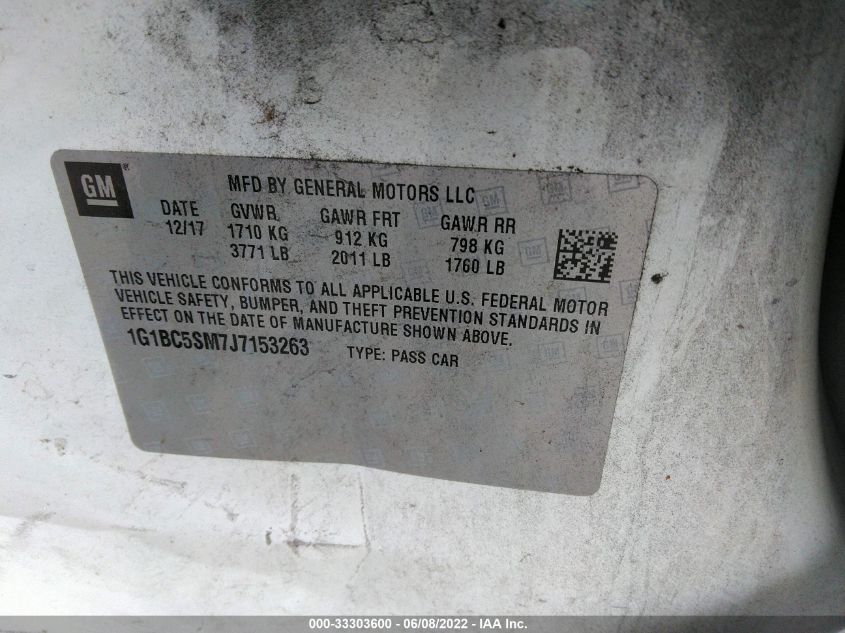 GM
MFD BY GENERAL MOTORS LLC
DATE GVWR GAWR FRT GAWR RR
12/17 1710 KG 912 KG 798 KG
3771 LB 2011 LB 1760 LB
THIS VEHICLE CONFORMS TO ALL APPLICABLE U.S. FEDERAL MOTOR
VEHICLE SAFETY, BUMPER, AND THEFT PREVENTION STANDARDS IN
EFFECT ON THE DATE OF MANUFACTURE SHOWN ABOVE.
1G1BC5SM7J7153263 TYPE: PASS CAR
000-33303600 - 06/08/2022 - IAA Inc.